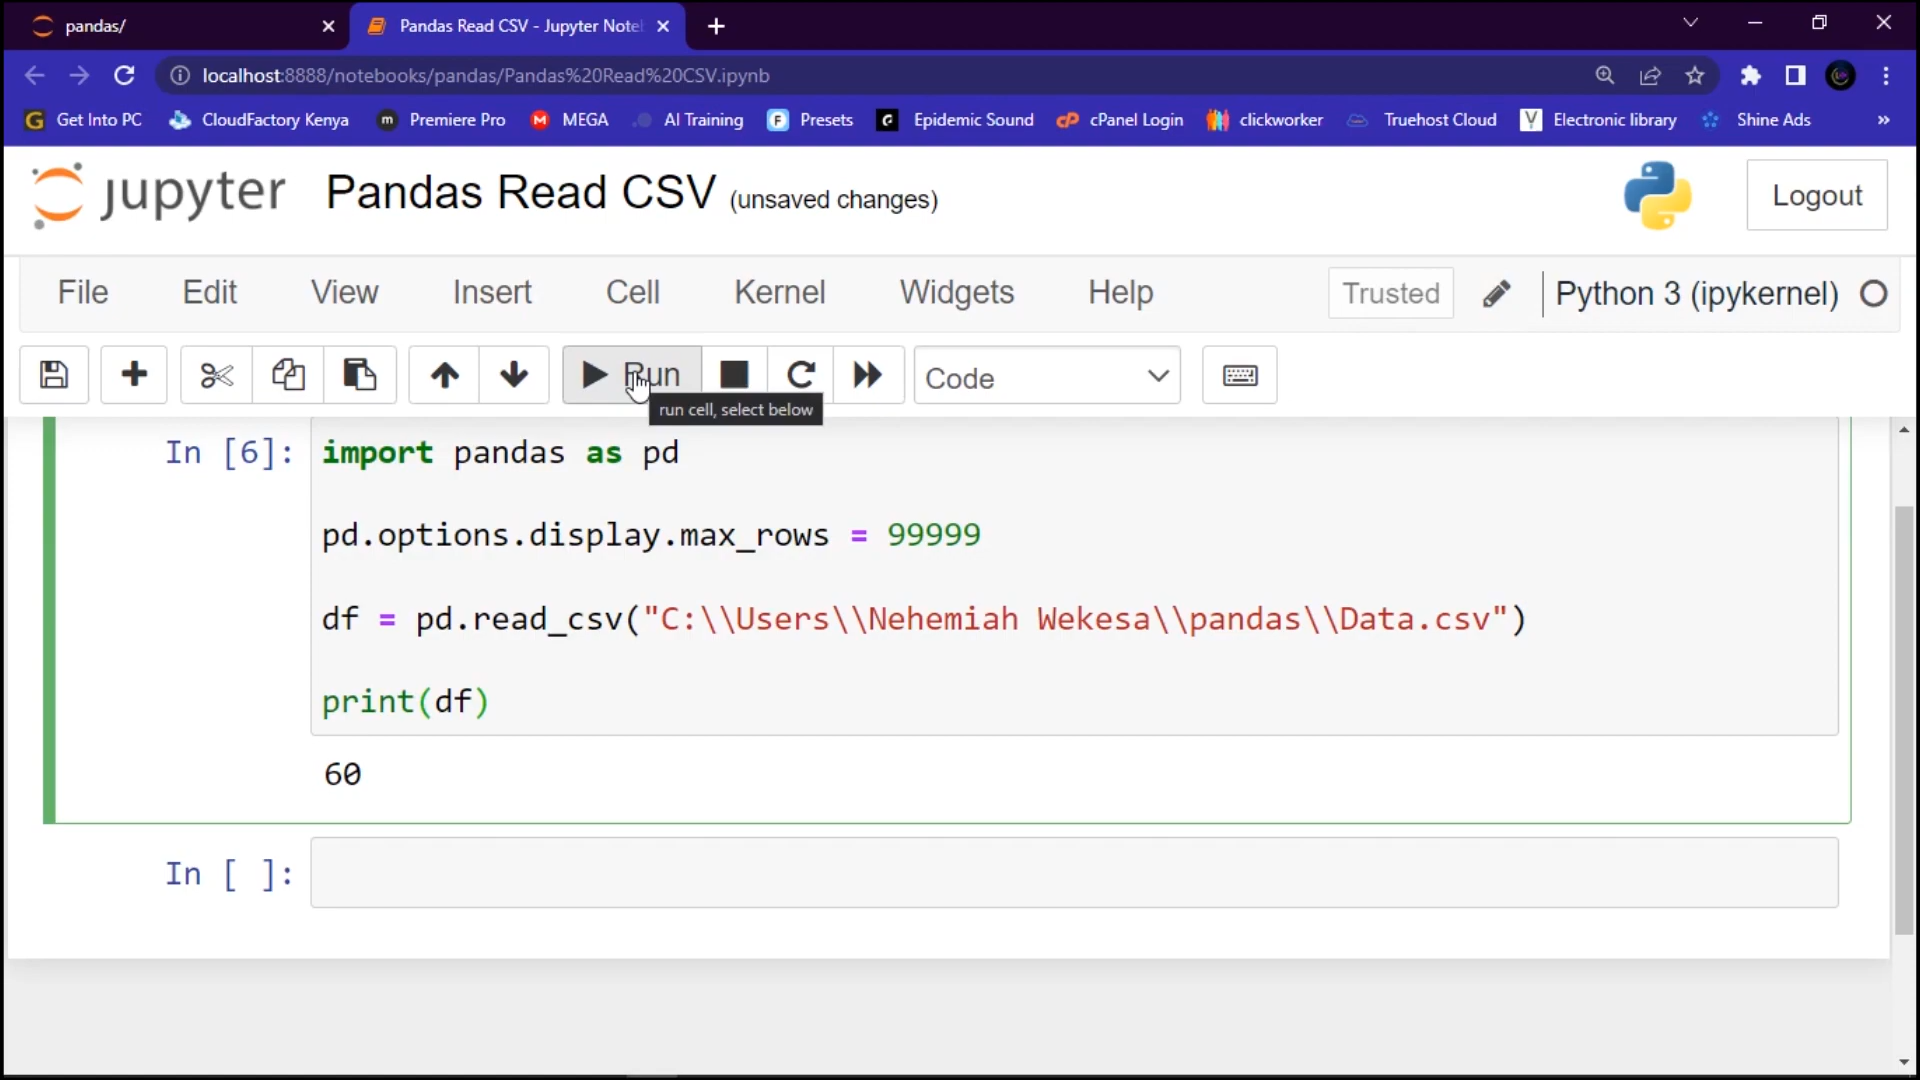 pandas/
Pandas Read CSV - Jupyter Note
localhost:8888/notebooks/pandas/Pandas%20Read%20CSV.ipynb
G Get Into PC CloudFactory Kenya m Premiere Pro M MEGA AI Training F Presets Epidemic Sound cP cPanel Login clickworker Truehost Cloud V Electronic library Shine Ads »
jupyter Pandas Read CSV (unsaved changes) Logout
File Edit View Insert Cell Kernel Widgets Help Trusted Python 3 (ipykernel)
Run Code
run cell, select below
In [6]: import pandas as pd
pd.options.display.max_rows = 99999
df = pd.read_csv("C:\\Users\\Nehemiah Wekesa\\pandas\\Data.csv")
print(df)
60
In [ ]: